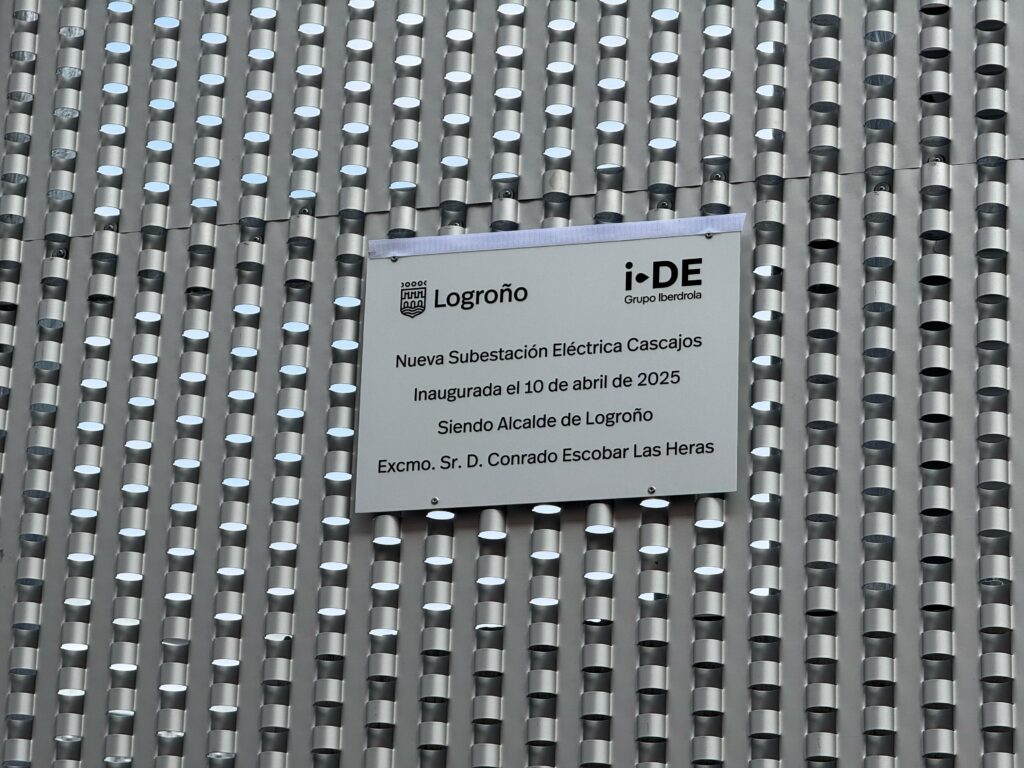 Logroño
i-DE
Grupo Iberdrola
Nueva Subestación Eléctrica Cascajos
Inaugurada el 10 de abril de 2025
Siendo Alcalde de Logroño
Excmo. Sr. D. Conrado Escobar Las Heras